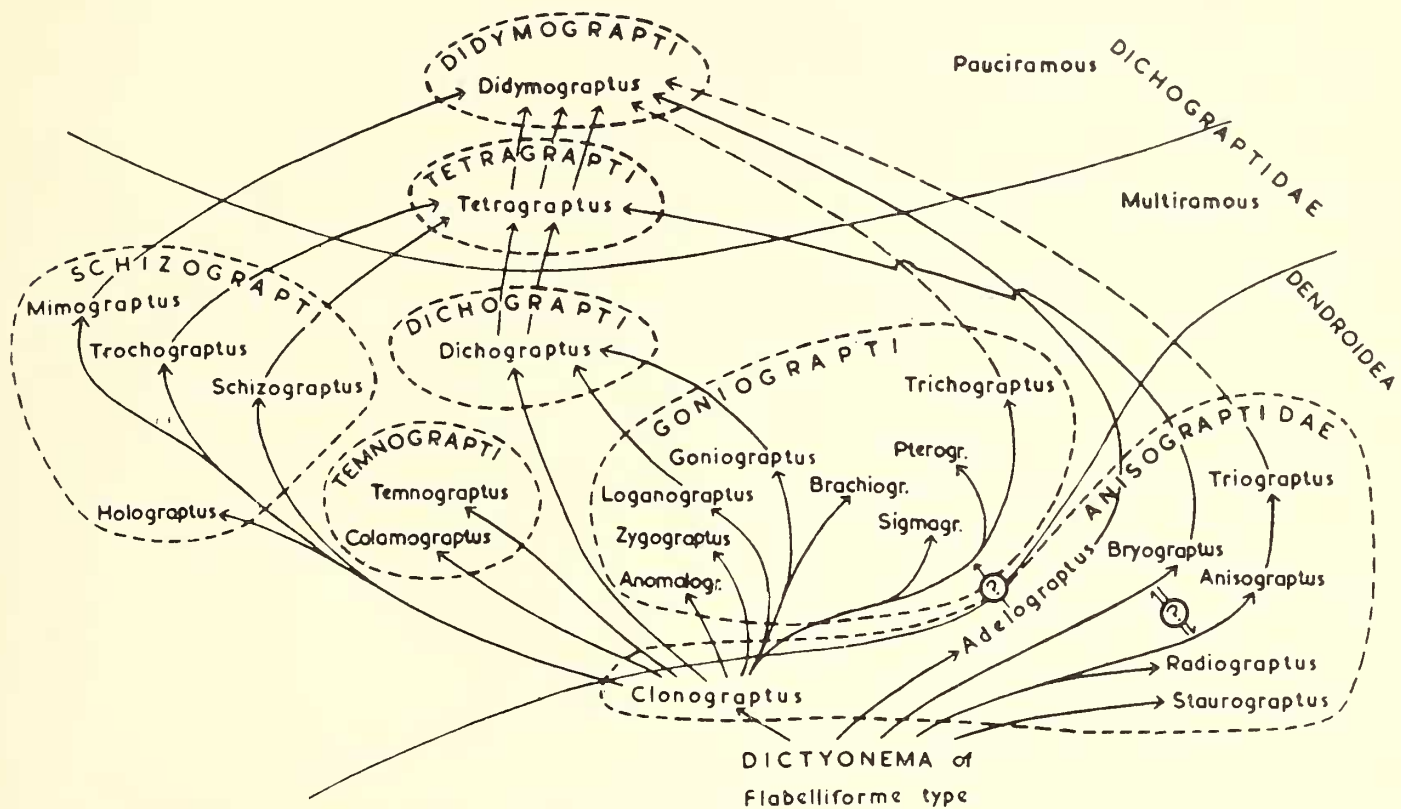 DIDYMOGRAPTI
Didymograptus
Pauciramous
DICHOGRAPTIDAE
TETRAGRAPTI
Tetragraptus
Multiramous
SCHIZOGRAPTI
Mimograptus
Trochograptus
Schizograptus
Holograptus
DICHOGRAPTI
Dichograptus
DENDROIDEA
GONIOGRAPTI
Trichograptus
Goniograptus
Pterogr.
Loganograptus
Brachiogr.
Zygograptus
Sigmagr.
Anomalogr.
TEMNOGRAPTI
Temnograptus
Colamograptus
ANISOGRAPTIDAE
Triograptus
Bryograptus
Anisograptus
Adelograptus
?
?
Radiograptus
Staurograptus
Clonograptus
DICTYONEMA of
Flabelliforme type